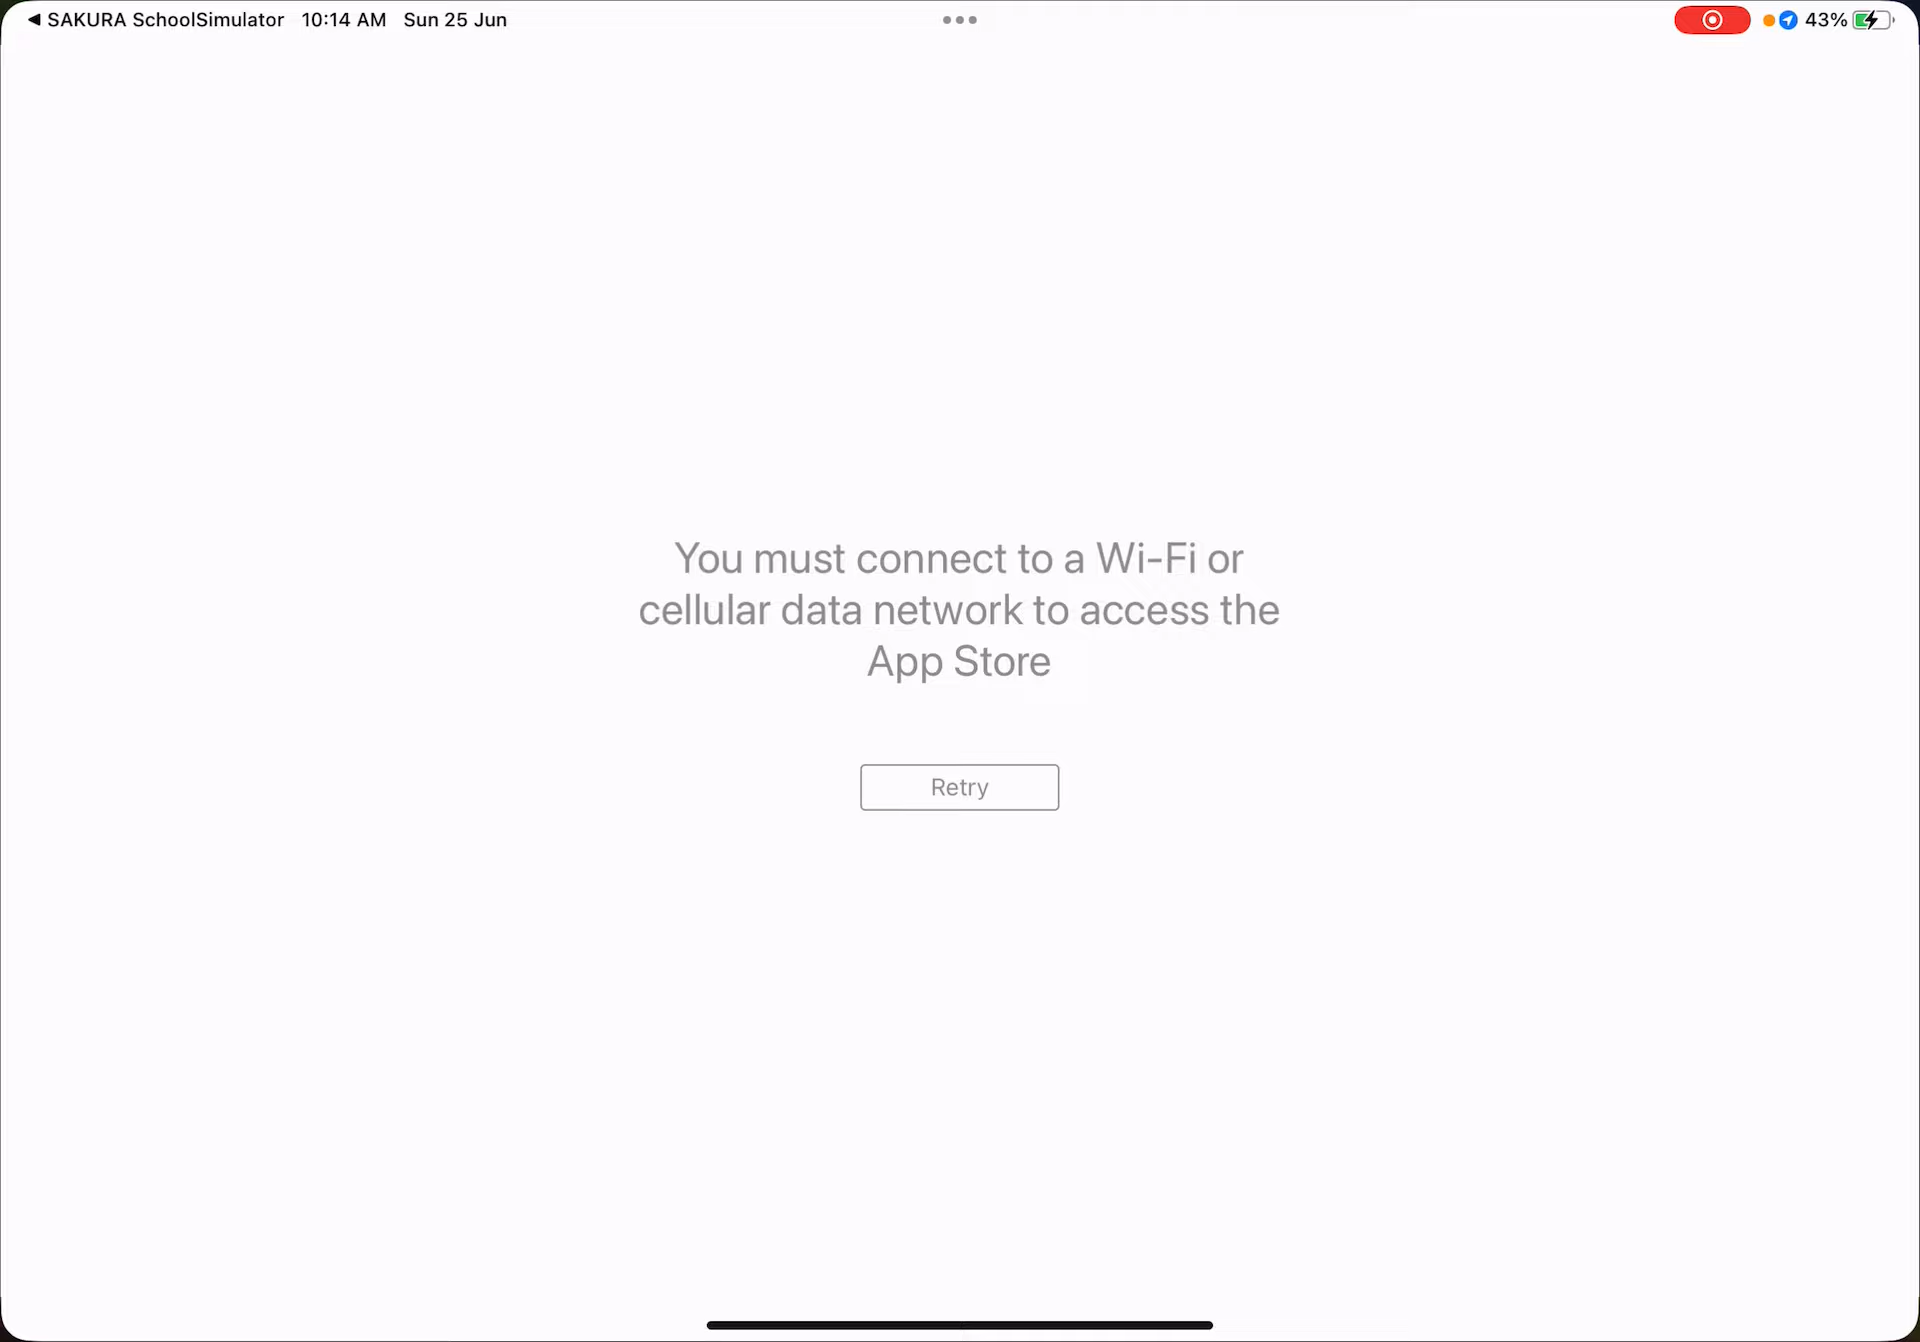 SAKURA SchoolSimulator 10:14 AM Sun 25 Jun
43%
You must connect to a Wi-Fi or
cellular data network to access the
App Store
Retry